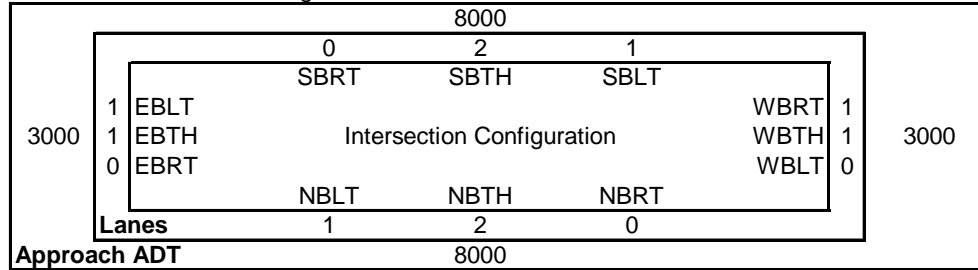 8000
0 2 1
SBRT SBTH SBLT
1 EBLT WBRT 1
3000 1 EBTH Intersection Configuration WBTH 1 3000
0 EBRT WBLT 0
NBLT NBTH NBRT
Lanes 1 2 0
Approach ADT 8000